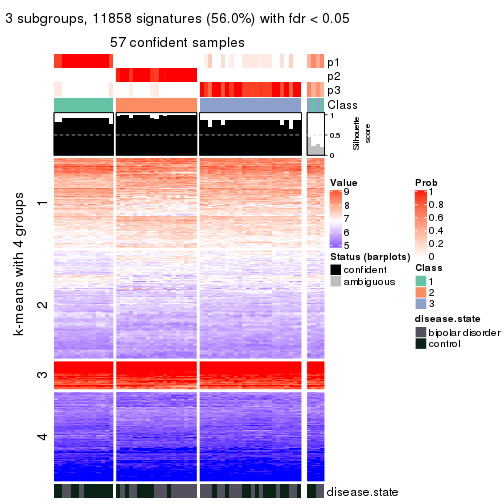 3 subgroups, 11858 signatures (56.0%) with fdr < 0.05
57 confident samples
p1
p2
p3
Class
1
0.5
0
Silhouette
score
k-means with 4 groups
1
2
3
4
disease.state
Value
9
8
7
6
5
Status (barplots)
confident
ambiguous
Prob
1
0.8
0.6
0.4
0.2
0
Class
1
2
3
disease.state
bipolar disorder
control